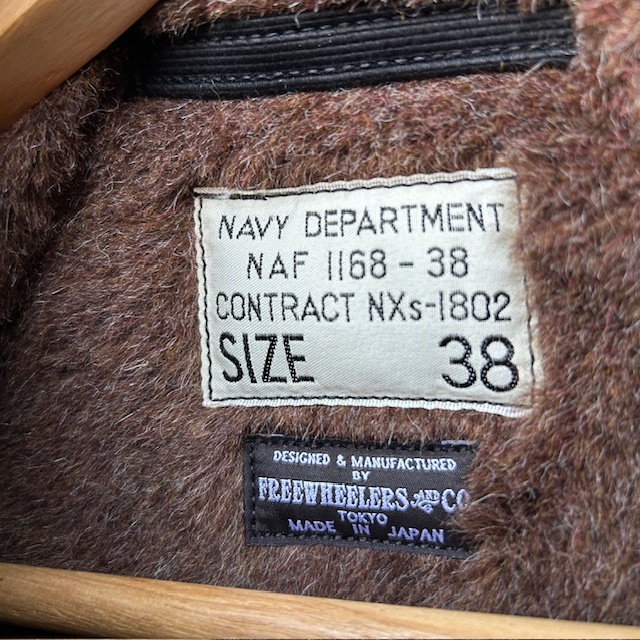 NAVY DEPARTMENT
NAF 1168 - 38
CONTRACT NXs-1802
SIZE 38
DESIGNED & MANUFACTURED
BY
FREEWHEELERS AND CO
TOKYO
MADE IN JAPAN